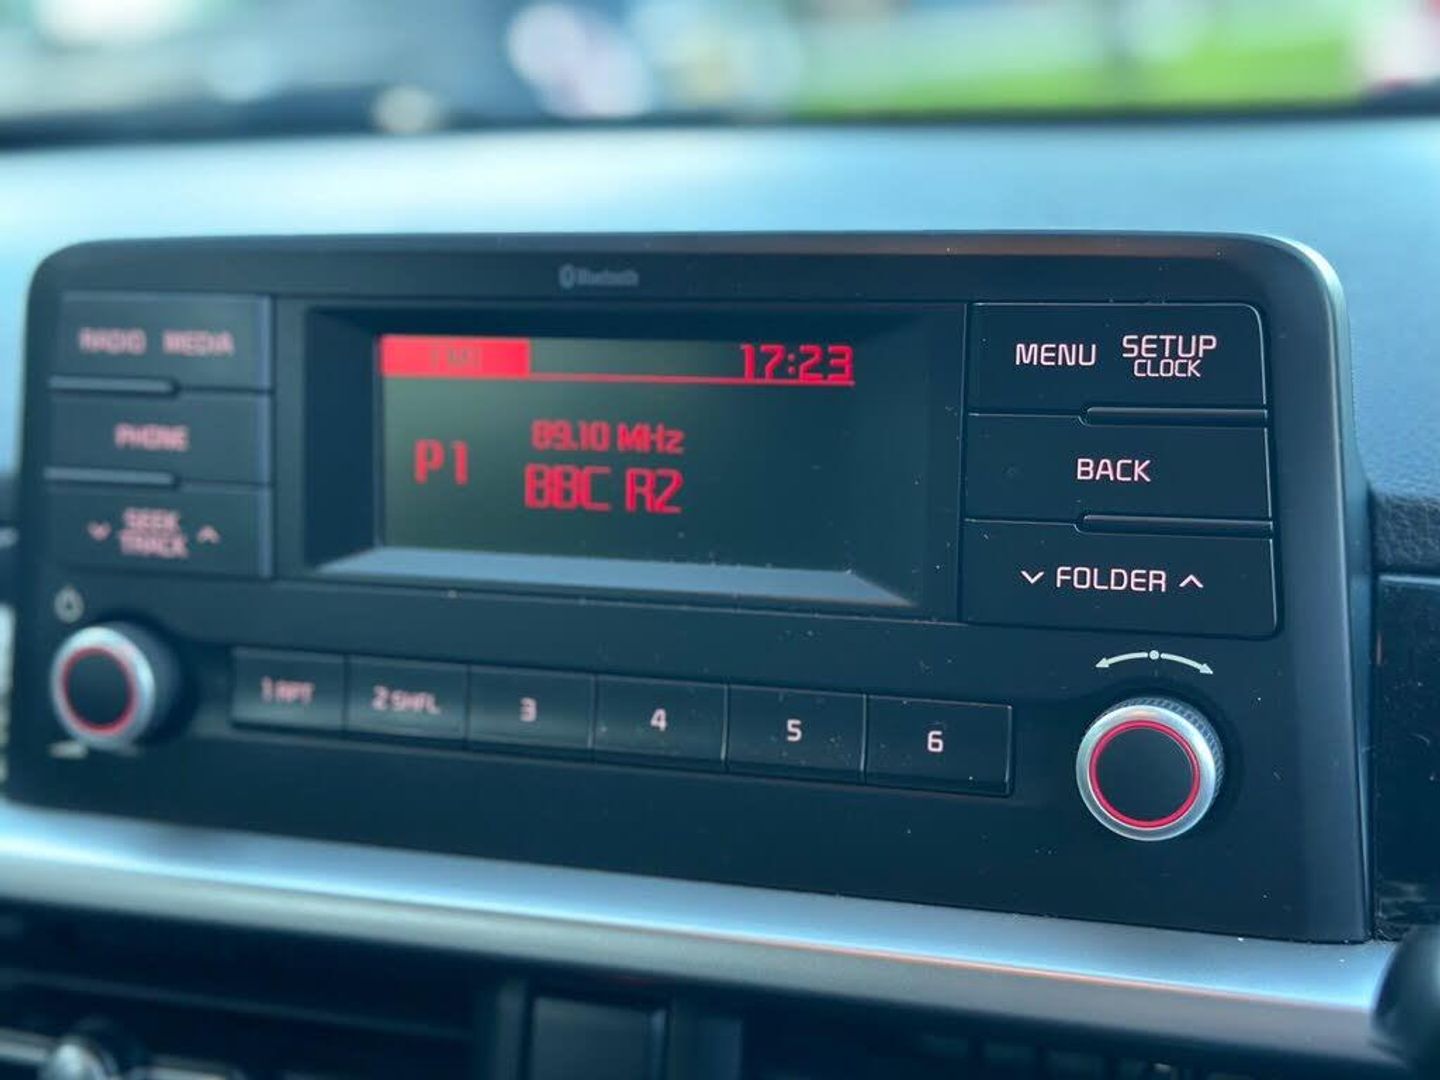 Bluetooth
RADIO MEDIA
PHONE
SEEK
TRACK
FM1 17:23
P1
89.10 MHz
BBC R2
MENU SETUP
CLOCK
BACK
FOLDER
1 RPT 2 SHFL 3 4 5 6